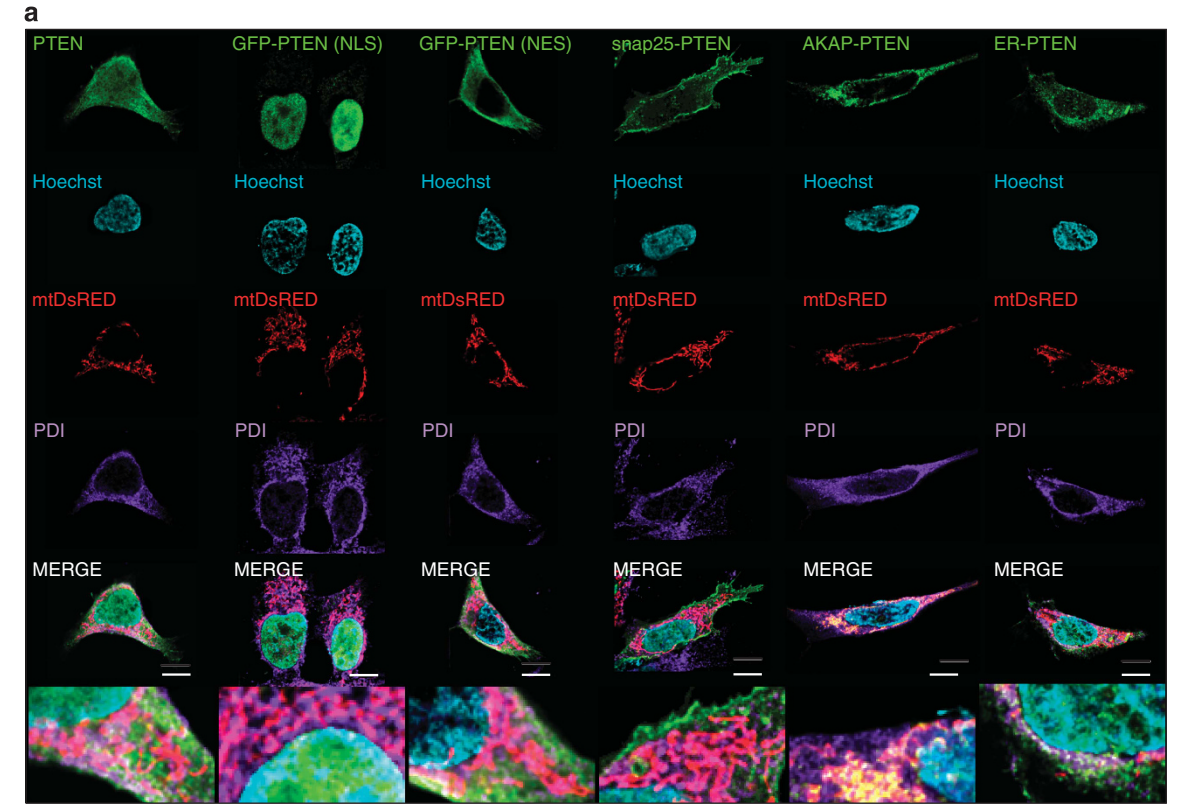 a
PTEN GFP-PTEN (NLS) GFP-PTEN (NES) snap25-PTEN AKAP-PTEN ER-PTEN
Hoechst Hoechst Hoechst Hoechst Hoechst Hoechst
mtDsRED mtDsRED mtDsRED mtDsRED mtDsRED mtDsRED
PDI PDI PDI PDI PDI PDI
MERGE MERGE MERGE MERGE MERGE MERGE